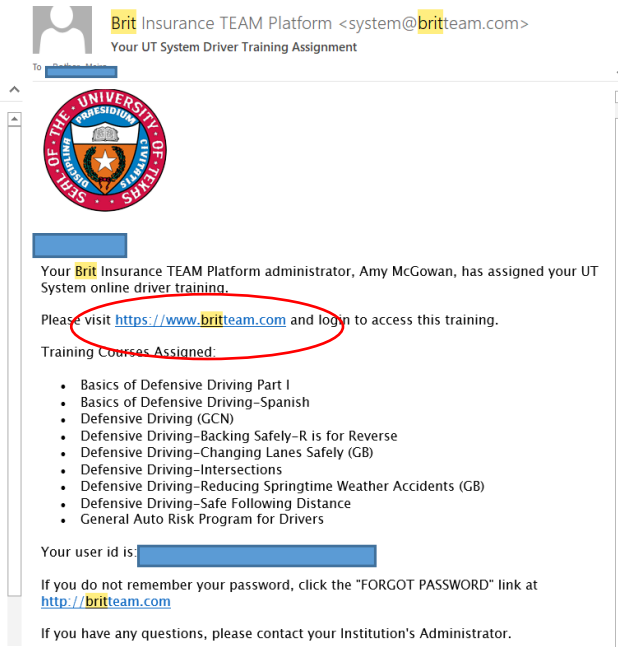 Brit Insurance TEAM Platform <system@britteam.com>
Your UT System Driver Training Assignment
To
SEAL OF THE UNIVERSITY OF TEXAS
PRAESIDIUM
DISCIPLINA
CIVITATIS
Your Brit Insurance TEAM Platform administrator, Amy McGowan, has assigned your UT
System online driver training.
Please visit https://www.britteam.com and login to access this training.
Training Courses Assigned:
• Basics of Defensive Driving Part I
• Basics of Defensive Driving-Spanish
• Defensive Driving (GCN)
• Defensive Driving-Backing Safely-R is for Reverse
• Defensive Driving-Changing Lanes Safely (GB)
• Defensive Driving-Intersections
• Defensive Driving-Reducing Springtime Weather Accidents (GB)
• Defensive Driving-Safe Following Distance
• General Auto Risk Program for Drivers
Your user id is:
If you do not remember your password, click the "FORGOT PASSWORD" link at
http://britteam.com
If you have any questions, please contact your Institution's Administrator.